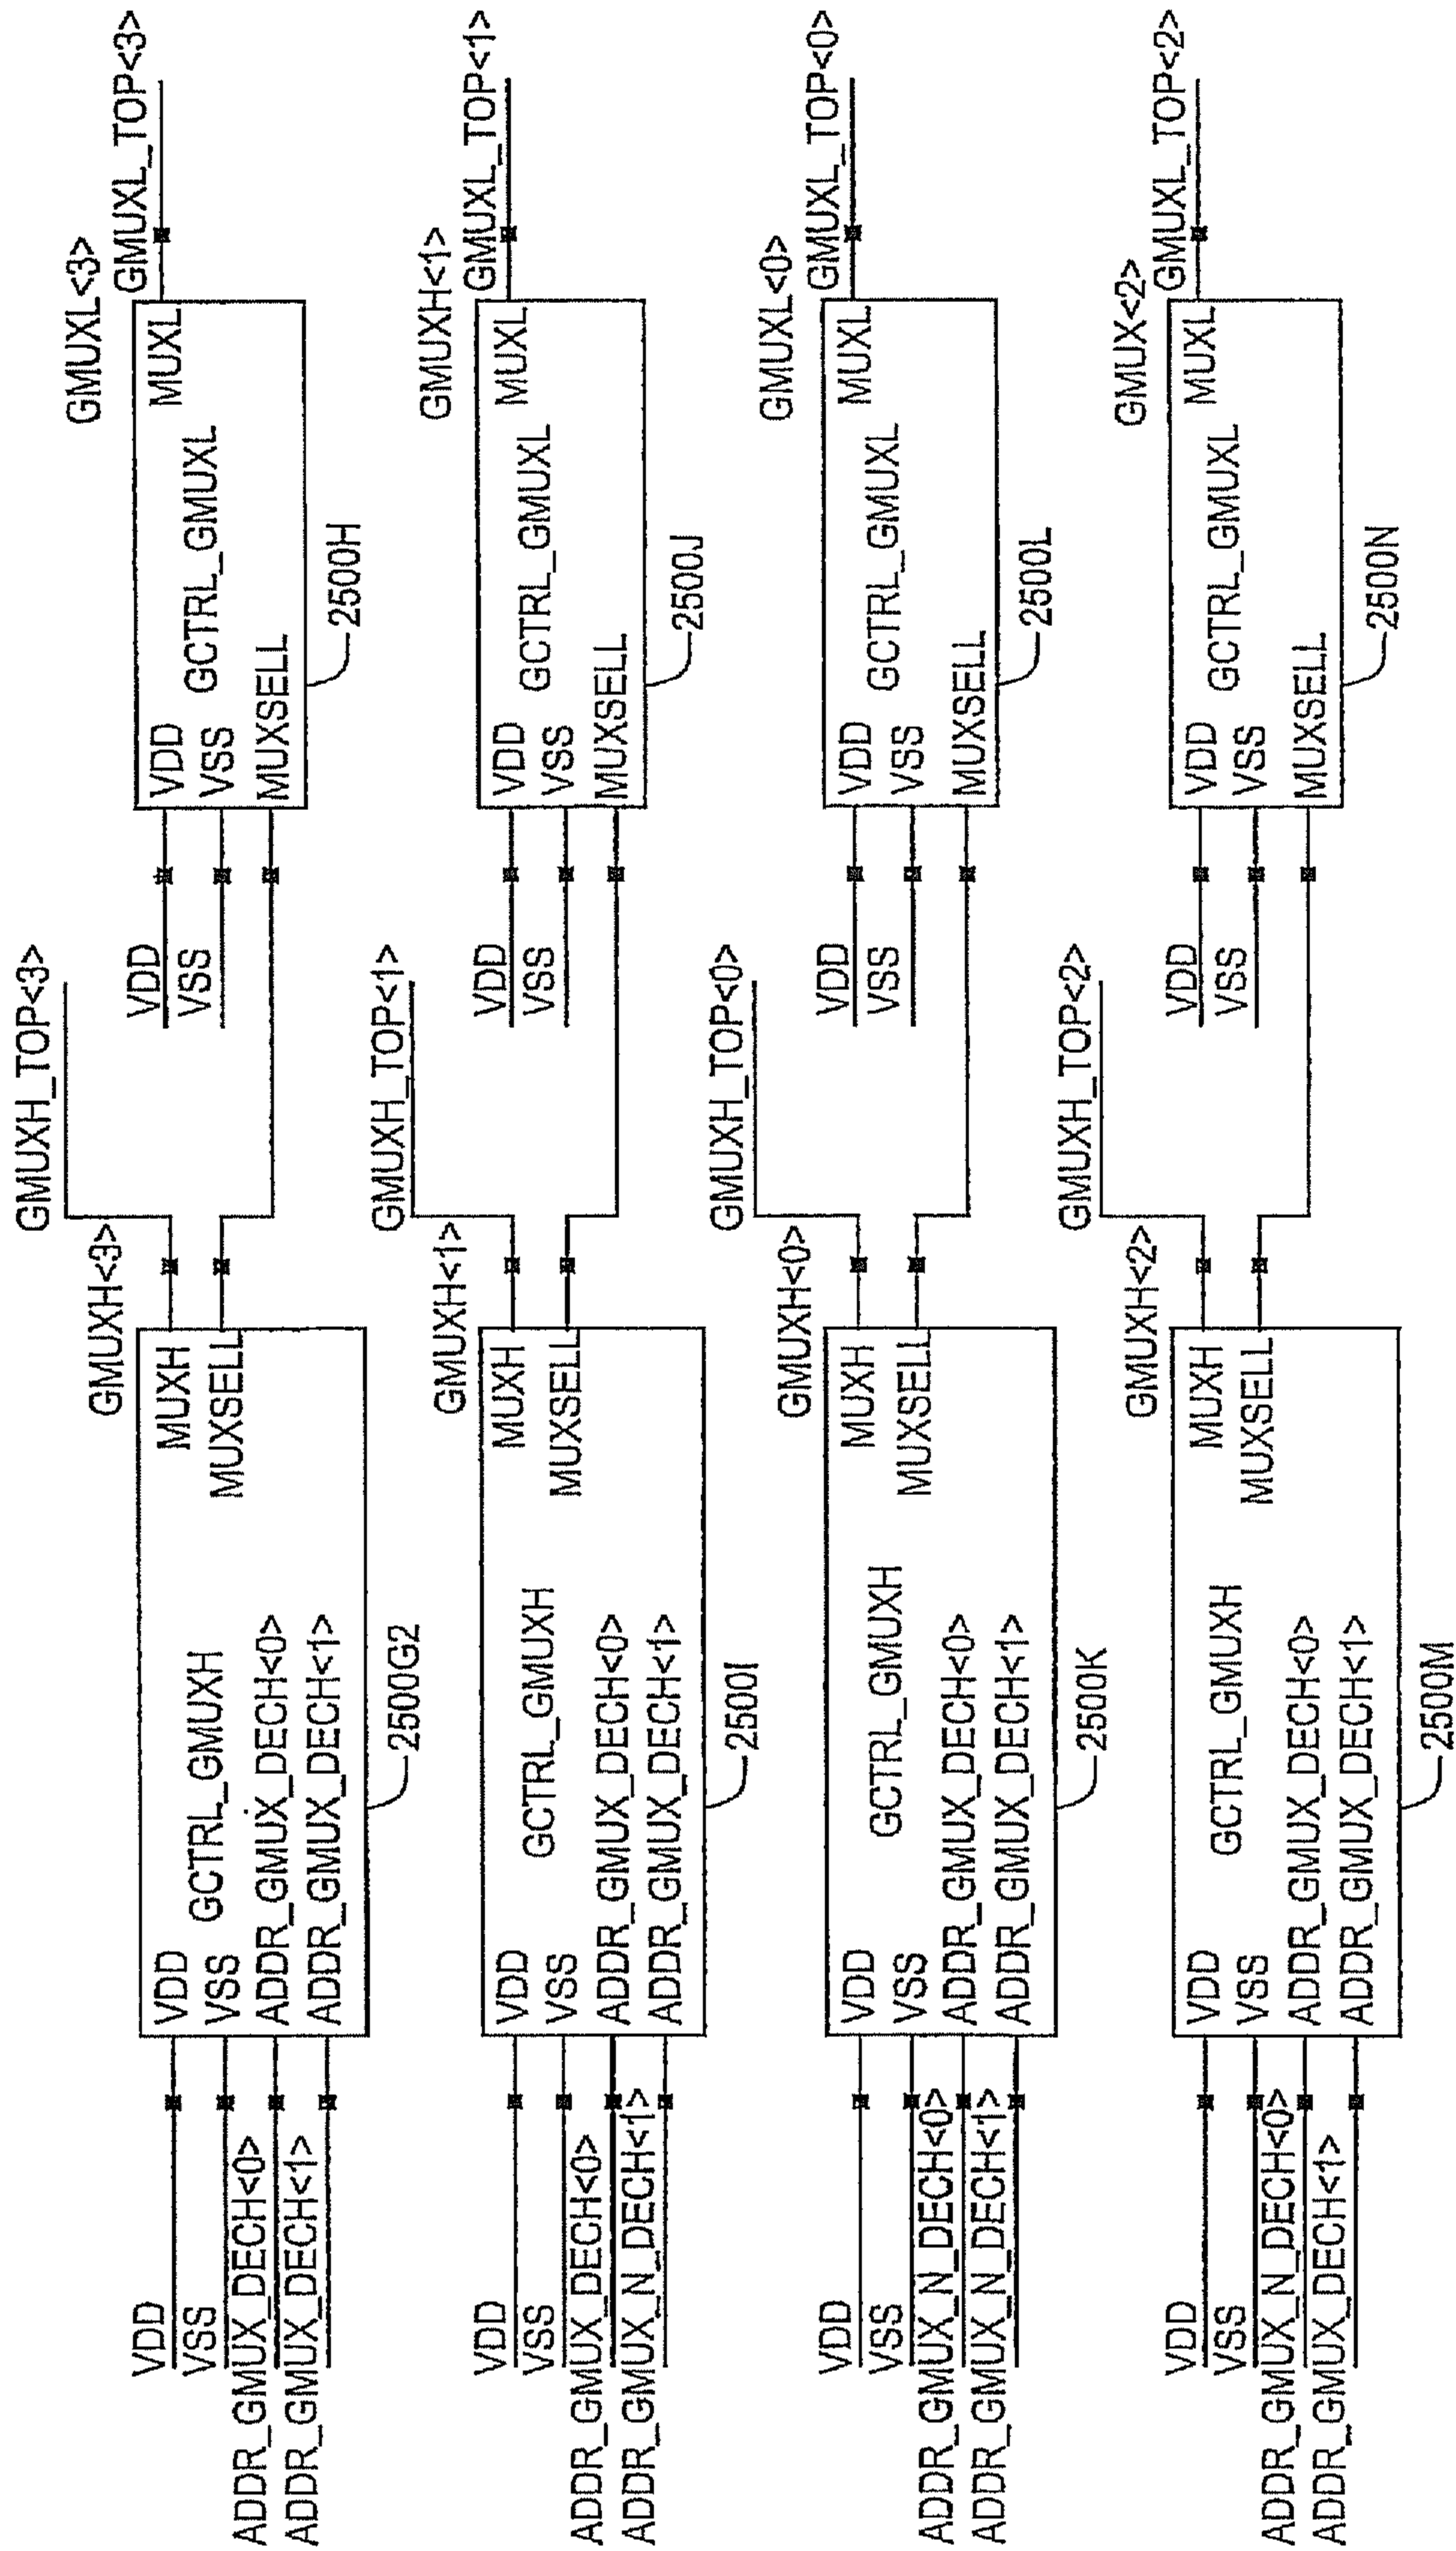 GMUXH_TOP<3>
GMUXL<3>
GMUXL_TOP<3>
GMUXH<3>
VDD
VSS
ADDR_GMUX_DECH<0>
ADDR_GMUX_DECH<1>
VDD
VSS
ADDR_GMUX_DECH<0>
ADDR_GMUX_DECH<1>
GCTRL_GMUXH
MUXH
MUXSELL
2500G2
VDD
VSS
VDD
VSS
MUXSELL
GCTRL_GMUXL
MUXL
2500H
GMUXH_TOP<1>
GMUXH<1>
GMUXL_TOP<1>
GMUXH<1>
VDD
VSS
ADDR_GMUX_DECH<0>
ADDR_GMUX_N_DECH<1>
VDD
VSS
ADDR_GMUX_DECH<0>
ADDR_GMUX_DECH<1>
GCTRL_GMUXH
MUXH
MUXSELL
2500I
VDD
VSS
VDD
VSS
MUXSELL
GCTRL_GMUXL
MUXL
2500J
GMUXH_TOP<0>
GMUXL<0>
GMUXL_TOP<0>
GMUXH<0>
VDD
VSS
ADDR_GMUX_N_DECH<0>
ADDR_GMUX_N_DECH<1>
VDD
VSS
ADDR_GMUX_DECH<0>
ADDR_GMUX_DECH<1>
GCTRL_GMUXH
MUXH
MUXSELL
2500K
VDD
VSS
VDD
VSS
MUXSELL
GCTRL_GMUXL
MUXL
2500L
GMUXH_TOP<2>
GMUX<2>
GMUXL_TOP<2>
GMUXH<2>
VDD
VSS
ADDR_GMUX_N_DECH<0>
ADDR_GMUX_DECH<1>
VDD
VSS
ADDR_GMUX_DECH<0>
ADDR_GMUX_DECH<1>
GCTRL_GMUXH
MUXH
MUXSELL
2500M
VDD
VSS
VDD
VSS
MUXSELL
GCTRL_GMUXL
MUXL
2500N